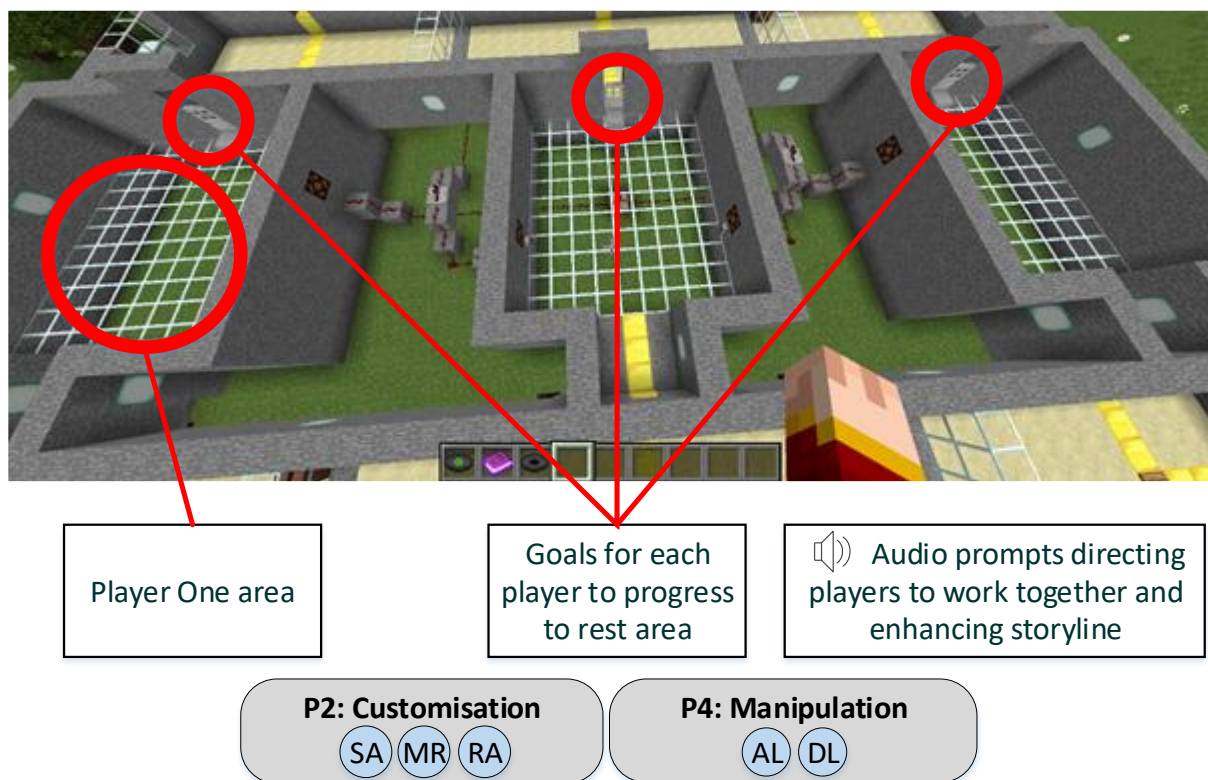 Player One area
Goals for each
player to progress
to rest area
Audio prompts directing
players to work together and
enhancing storyline
P2: Customisation
SA MR RA
P4: Manipulation
AL DL